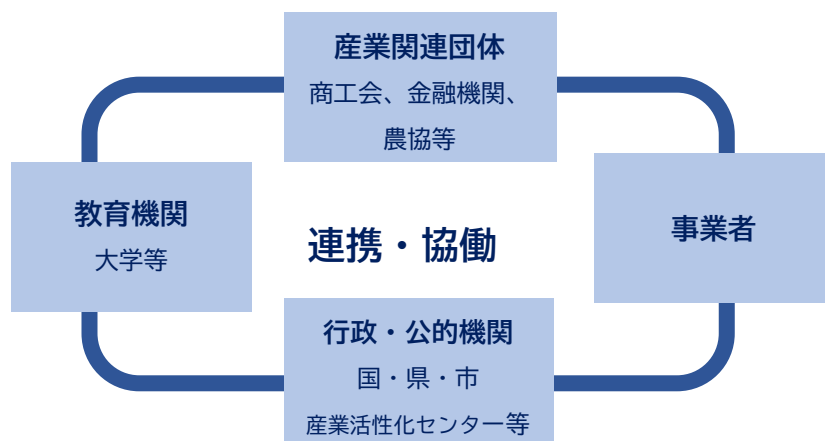 産業関連団体
商工会、金融機関、
農協等
教育機関
大学等
連携・協働
事業者
行政・公的機関
国・県・市
産業活性化センター等